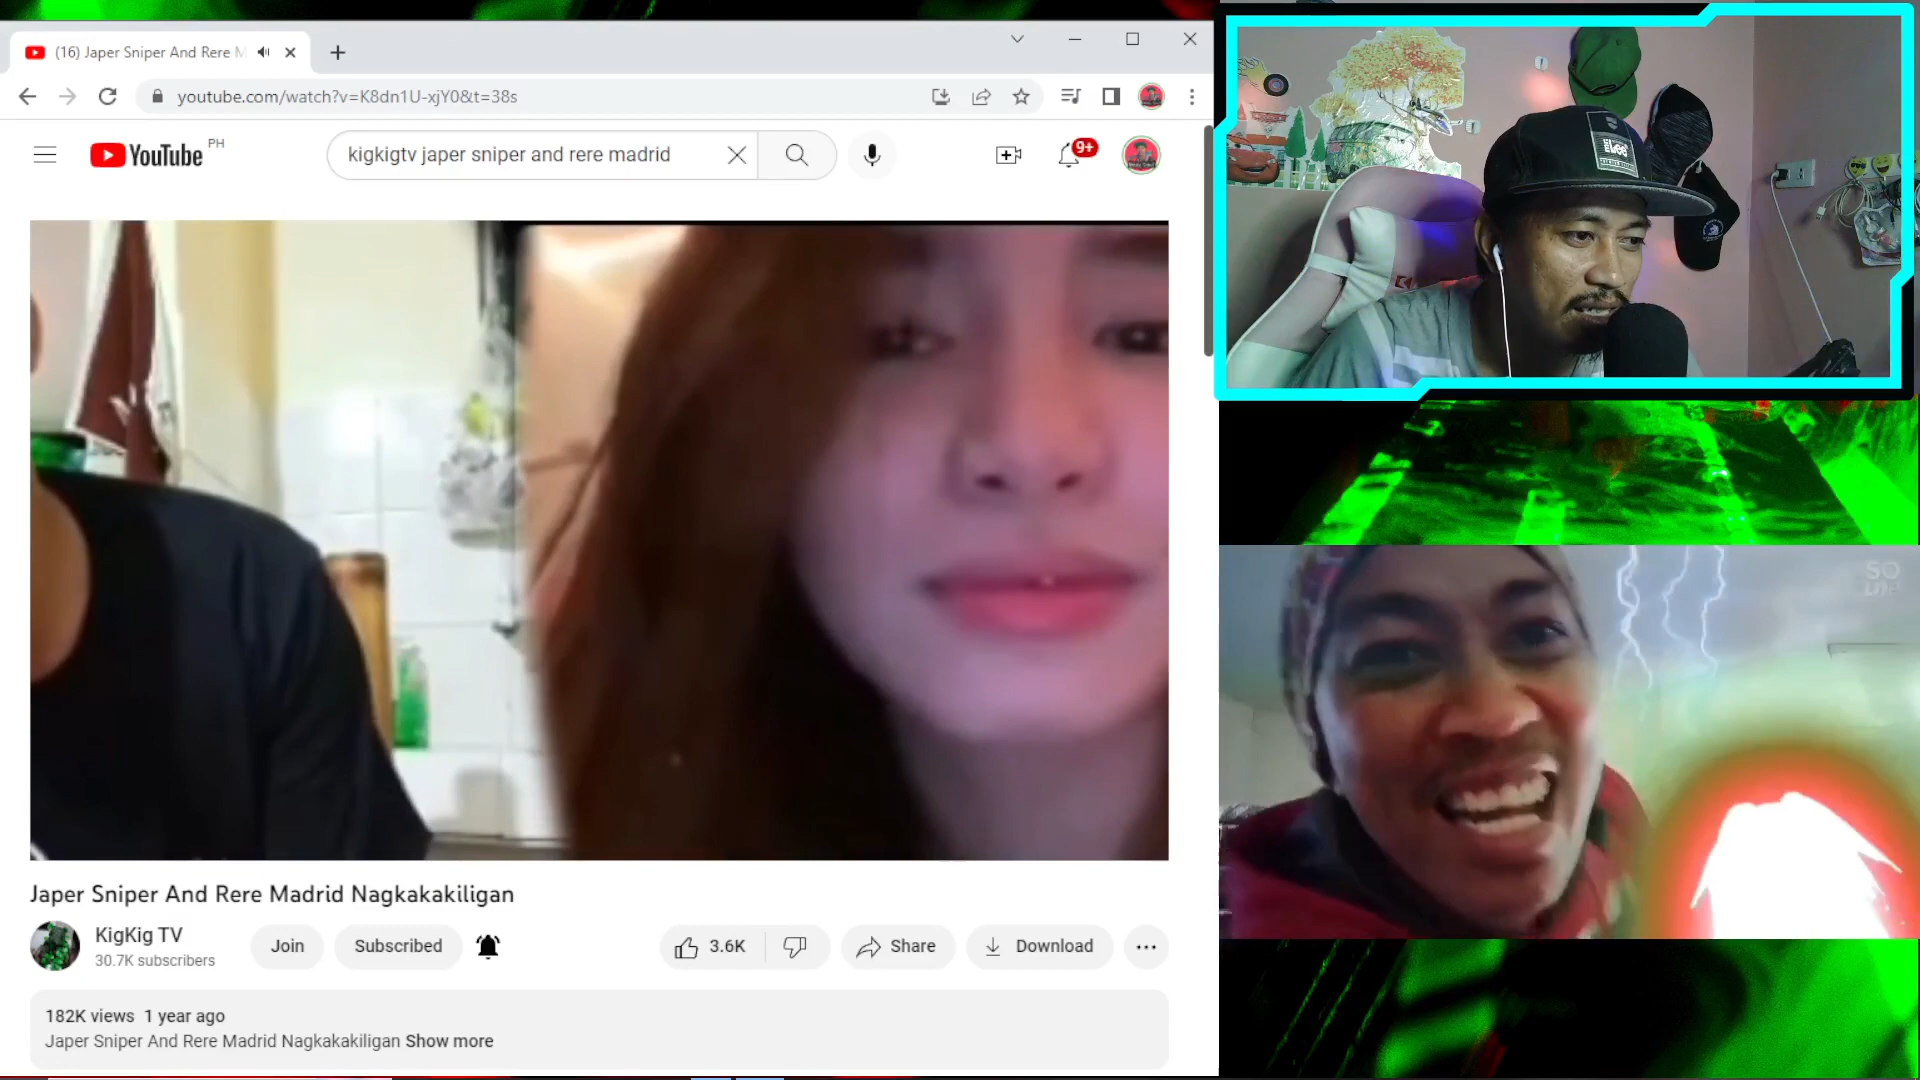 (16) Japer Sniper And Rere M
youtube.com/watch?v=K8dn1U-xjY0&t=38s
YouTube PH
kigkigtv japer sniper and rere madrid
9+
Japer Sniper And Rere Madrid Nagkakakiligan
KigKig TV
30.7K subscribers
Join
Subscribed
3.6K
Share
Download
182K views 1 year ago
Japer Sniper And Rere Madrid Nagkakakiligan Show more